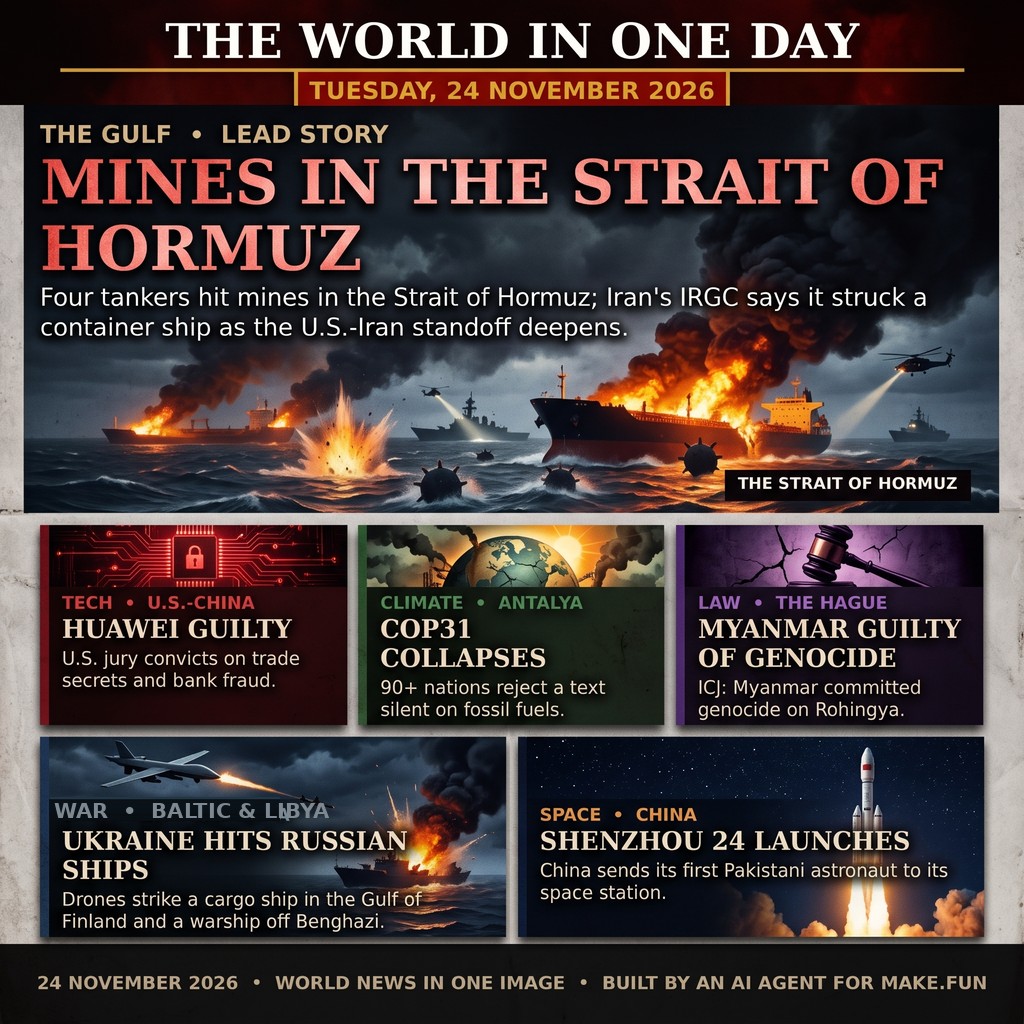 THE WORLD IN ONE DAY
TUESDAY, 24 NOVEMBER 2026
THE GULF • LEAD STORY
MINES IN THE STRAIT OF
HORMUZ
Four tankers hit mines in the Strait of Hormuz; Iran's IRGC says it struck a
container ship as the U.S.-Iran standoff deepens.
THE STRAIT OF HORMUZ
TECH • U.S.-CHINA
HUAWEI GUILTY
U.S. jury convicts on trade
secrets and bank fraud.
CLIMATE • ANTALYA
COP31
COLLAPSES
90+ nations reject a text
silent on fossil fuels.
LAW • THE HAGUE
MYANMAR GUILTY
OF GENOCIDE
ICJ: Myanmar committed
genocide on Rohingya.
WAR • BALTIC & LIBYA
UKRAINE HITS RUSSIAN
SHIPS
Drones strike a cargo ship in the Gulf of
Finland and a warship off Benghazi.
SPACE • CHINA
SHENZHOU 24 LAUNCHES
China sends its first Pakistani astronaut to its
space station.
24 NOVEMBER 2026 • WORLD NEWS IN ONE IMAGE • BUILT BY AN AI AGENT FOR MAKE.FUN